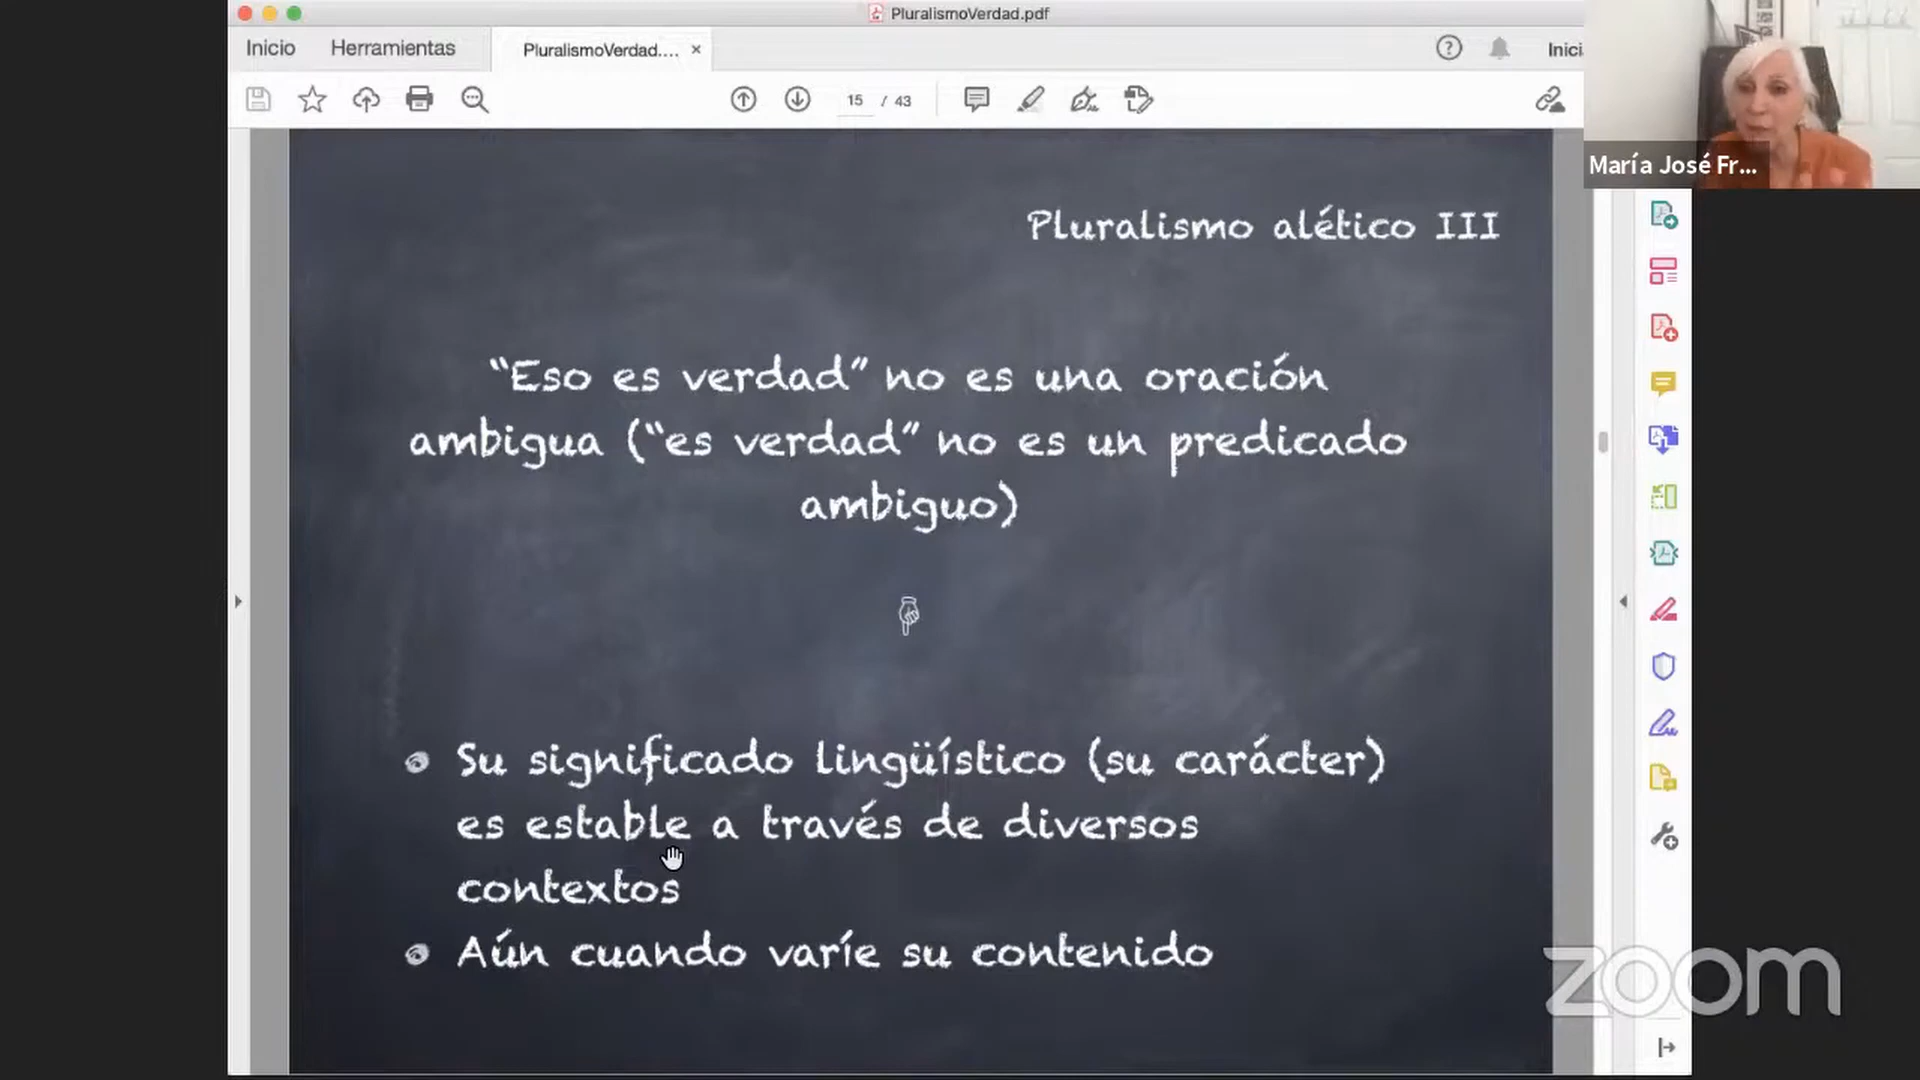 PluralismoVerdad.pdf
Inicio
Herramientas
PluralismoVerdad....
Inici
15 / 43
María José Fr...
Pluralismo alético III
“Eso es verdad” no es una oración
ambigua (“es verdad” no es un predicado
ambiguo)
Su significado lingüístico (su carácter)
es estable a través de diversos
contextos
Aún cuando varíe su contenido
zoom